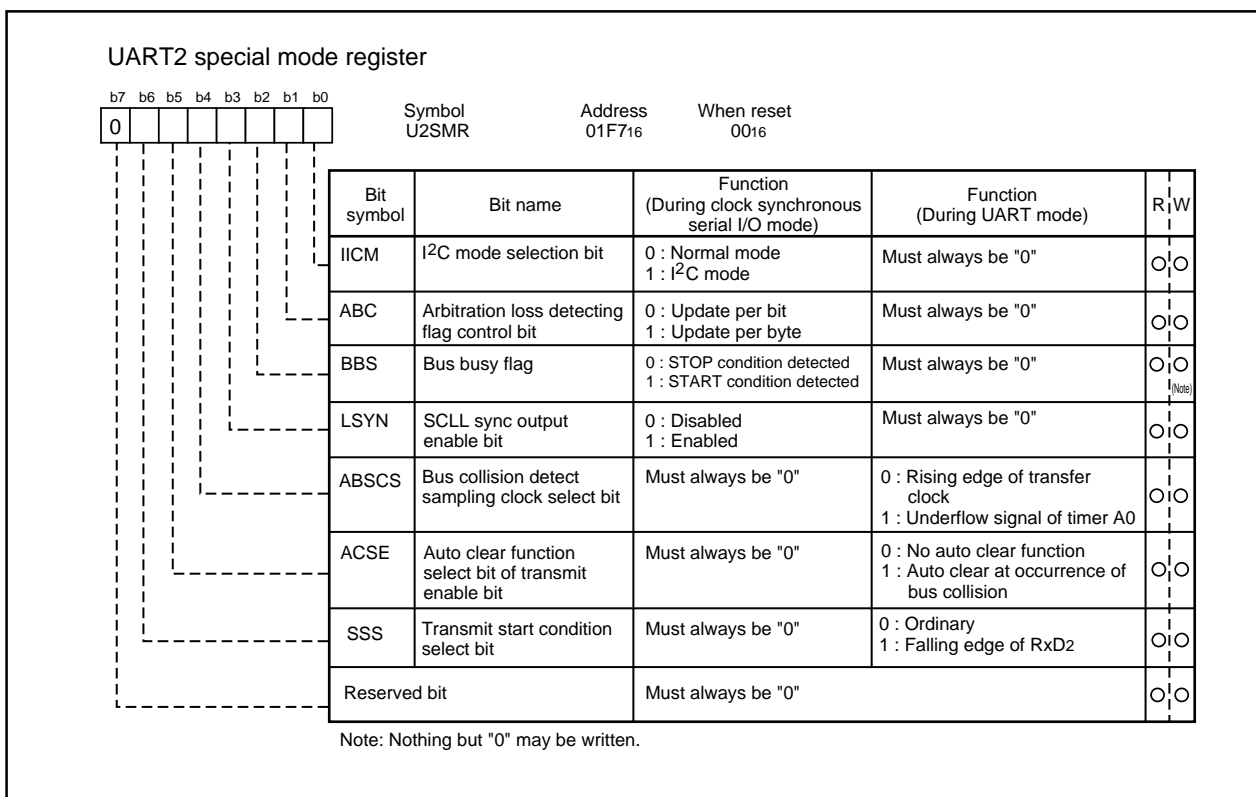 UART2 special mode register
b7 b6 b5 b4 b3 b2 b1 b0
0
Symbol Address When reset
U2SMR 01F716 0016
Bit symbol Bit name Function (During clock synchronous serial I/O mode) Function (During UART mode) R W
IICM I2C mode selection bit 0 : Normal mode Must always be "0"
1 : I2C mode
ABC Arbitration loss detecting 0 : Update per bit Must always be "0"
flag control bit 1 : Update per byte
BBS Bus busy flag 0 : STOP condition detected Must always be "0"
1 : START condition detected
(Note)
LSYN SCLL sync output 0 : Disabled Must always be "0"
enable bit 1 : Enabled
ABSCS Bus collision detect Must always be "0" 0 : Rising edge of transfer
sampling clock select bit clock
1 : Underflow signal of timer A0
ACSE Auto clear function Must always be "0" 0 : No auto clear function
select bit of transmit 1 : Auto clear at occurrence of
enable bit bus collision
SSS Transmit start condition Must always be "0" 0 : Ordinary
select bit 1 : Falling edge of RxD2
Reserved bit Must always be "0"
Note: Nothing but "0" may be written.